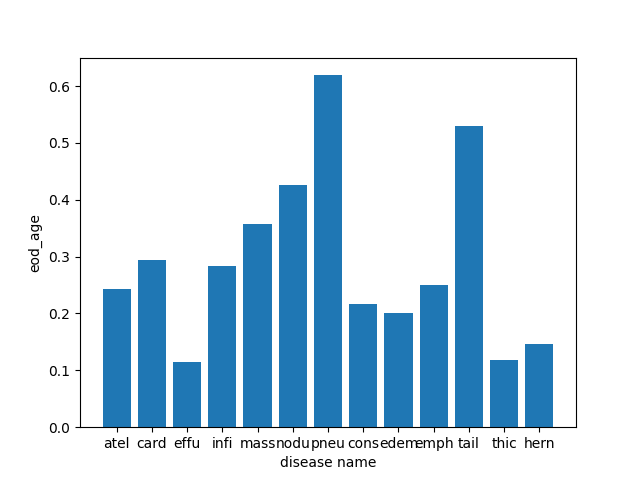 0.6
0.5
0.4
0.3
0.2
0.1
0.0
eod_age
atel card effu infi mass nodu pneu cons edem emph tail thic hern
disease name